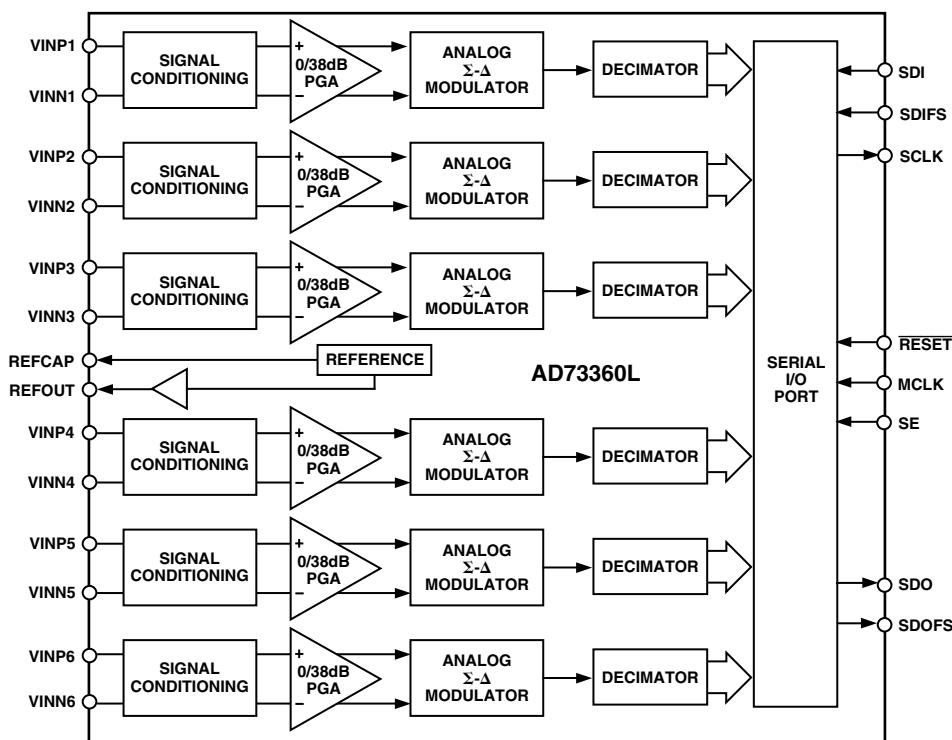 VINP1
VINN1
SIGNAL
CONDITIONING
+
0/38dB
PGA
−
ANALOG
Σ-Δ
MODULATOR
DECIMATOR
VINP2
VINN2
SIGNAL
CONDITIONING
+
0/38dB
PGA
−
ANALOG
Σ-Δ
MODULATOR
DECIMATOR
VINP3
VINN3
SIGNAL
CONDITIONING
+
0/38dB
PGA
−
ANALOG
Σ-Δ
MODULATOR
DECIMATOR
REFCAP
REFOUT
REFERENCE
AD73360L
VINP4
VINN4
SIGNAL
CONDITIONING
+
0/38dB
PGA
−
ANALOG
Σ-Δ
MODULATOR
DECIMATOR
VINP5
VINN5
SIGNAL
CONDITIONING
+
0/38dB
PGA
−
ANALOG
Σ-Δ
MODULATOR
DECIMATOR
VINP6
VINN6
SIGNAL
CONDITIONING
+
0/38dB
PGA
−
ANALOG
Σ-Δ
MODULATOR
DECIMATOR
SERIAL
I/O
PORT
SDI
SDIFS
SCLK
RESET
MCLK
SE
SDO
SDOFS